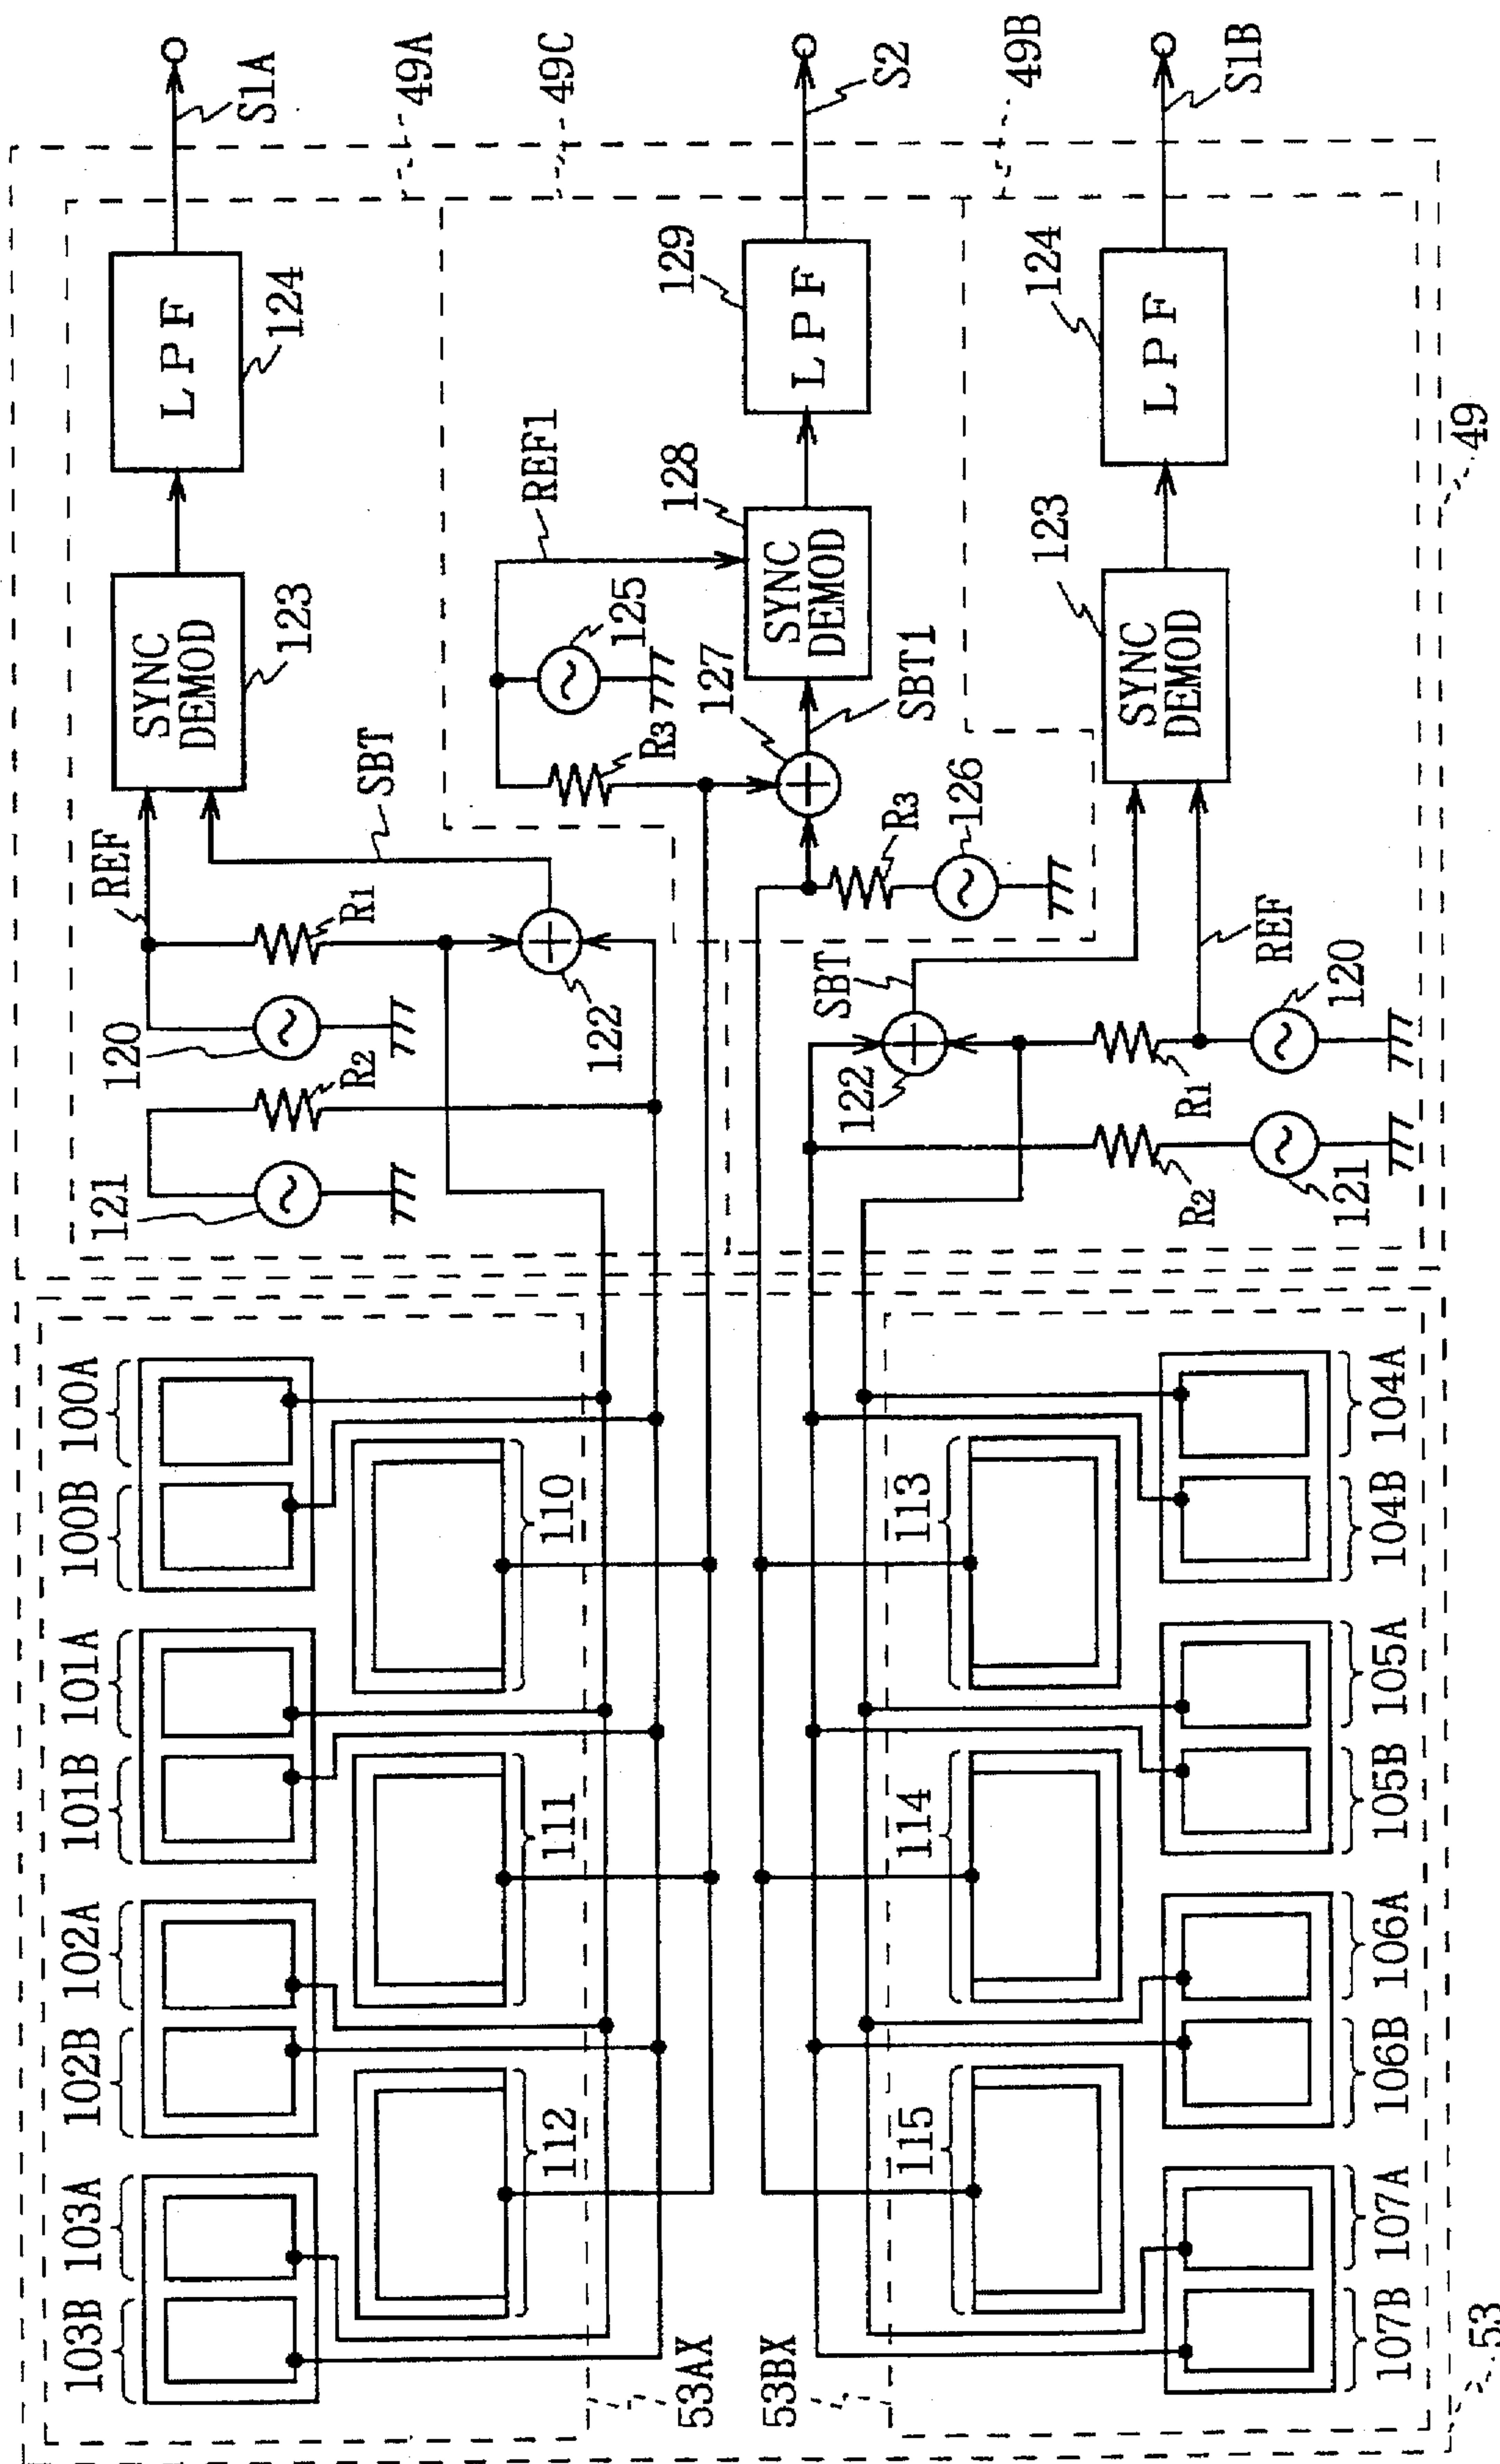 S1A
49A
49C
S2
49B
S1B
LPF
124
129
LPF
124
LPF
REF1
49
SYNC
DEMOD
123
128
SYNC
DEMOD
125
127
SBT1
123
SYNC
DEMOD
REF
SBT
R1
R3
R3
126
120
R2
122
121
SBT
122
REF
120
R1
R2
121
100A
100B
101A
101B
102A
102B
103A
103B
110
111
112
53AX
113
114
115
53BX
104A
104B
105A
105B
106A
106B
107A
107B
53